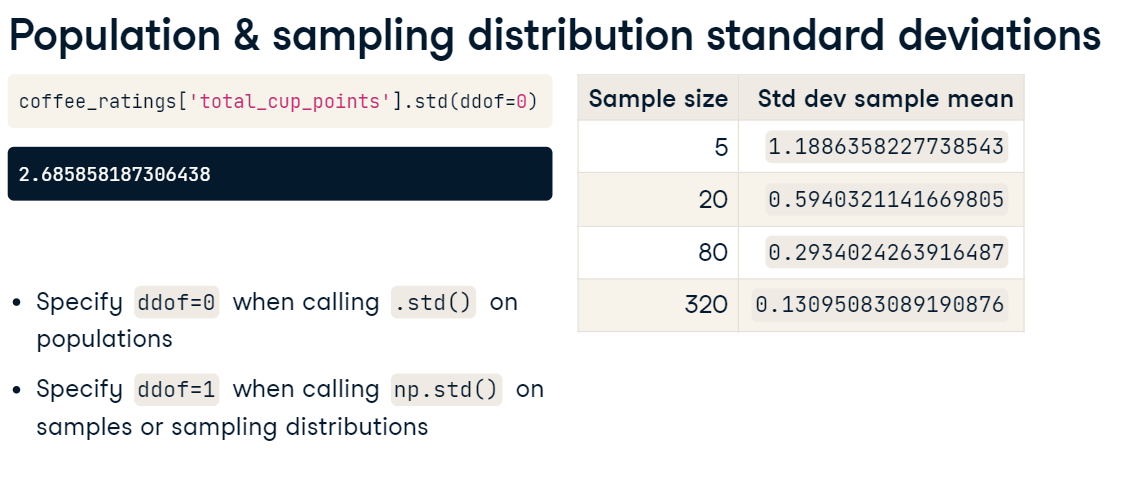 Population & sampling distribution standard deviations
coffee_ratings['total_cup_points'].std(ddof=0)
2.685858187306438
Specify ddof=0 when calling .std() on
populations
Specify ddof=1 when calling np.std() on
samples or sampling distributions
Sample size Std dev sample mean
5 1.1886358227738543
20 0.5940321141669805
80 0.2934024263916487
320 0.13095083089190876